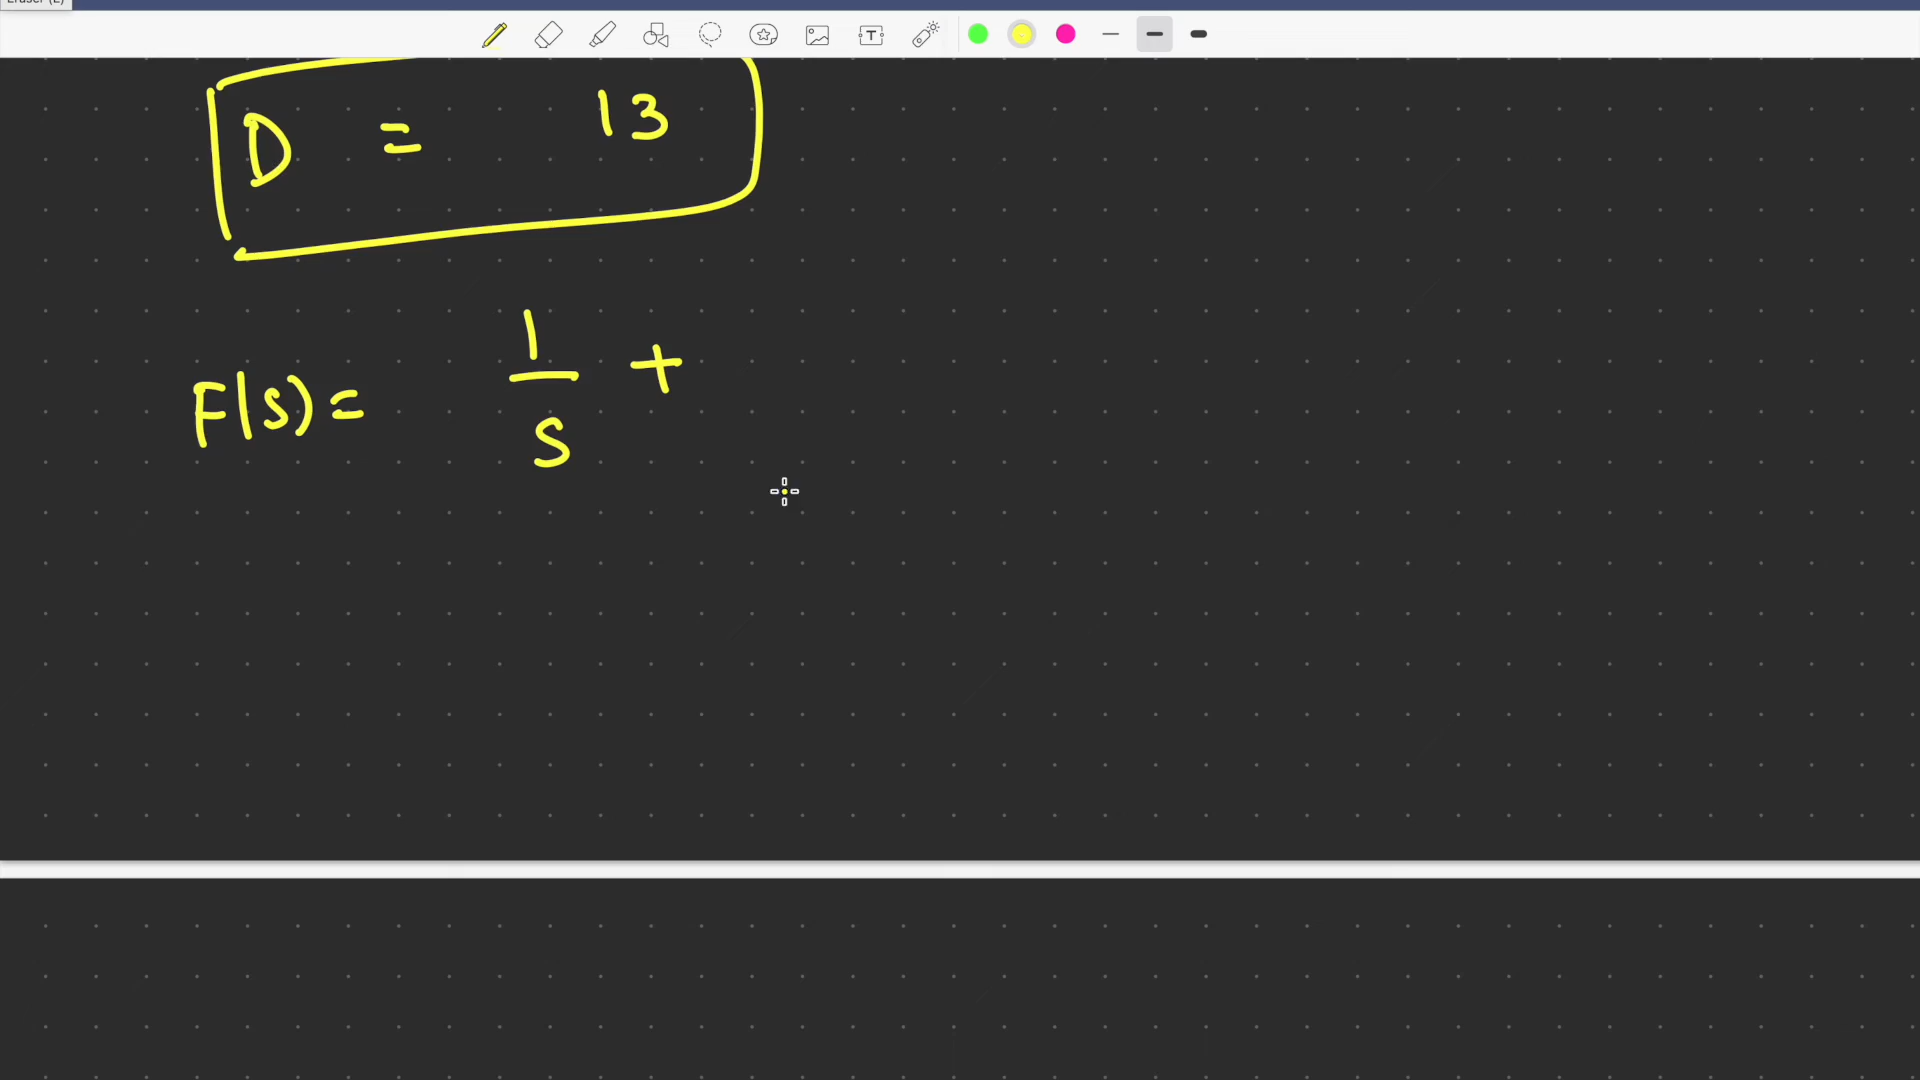 D = 13
F(s) = 1/s +